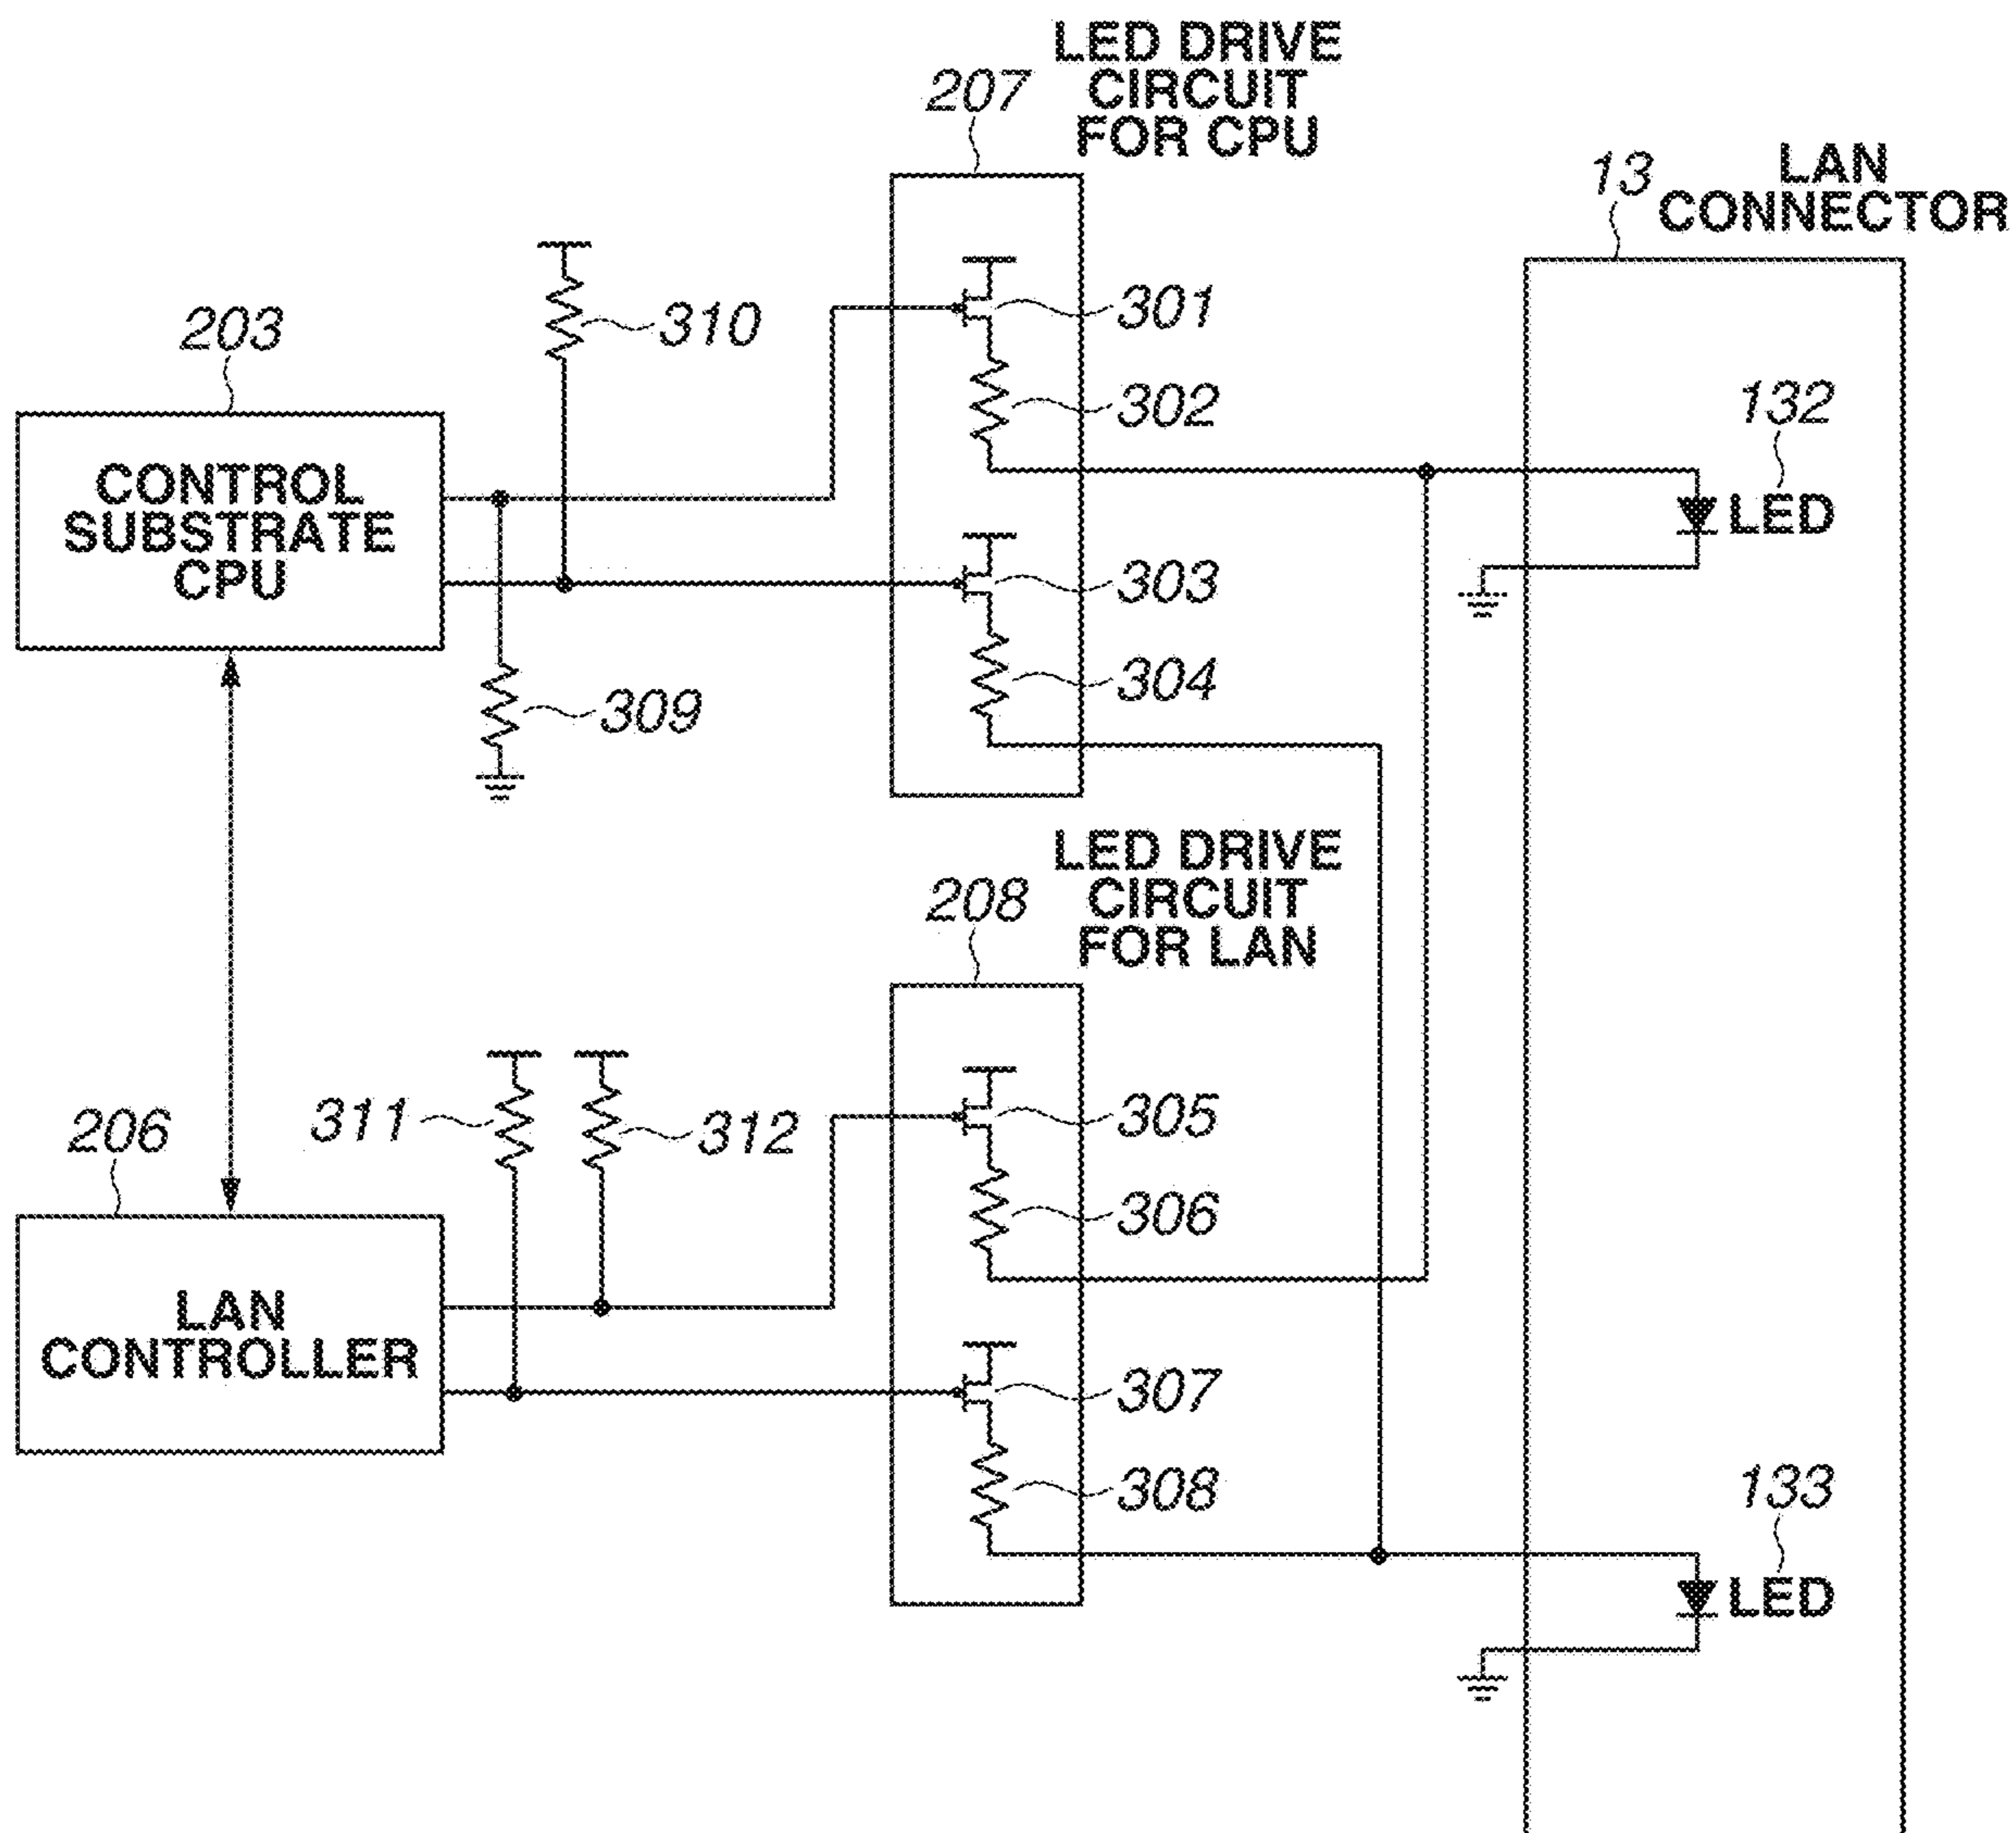 LED DRIVE
CIRCUIT
FOR CPU
207
LAN
CONNECTOR
13
301
310
203
302
132
CONTROL
SUBSTRATE
CPU
LED
303
304
309
LED DRIVE
CIRCUIT
FOR LAN
208
305
311
312
206
306
LAN
CONTROLLER
307
308
133
LED